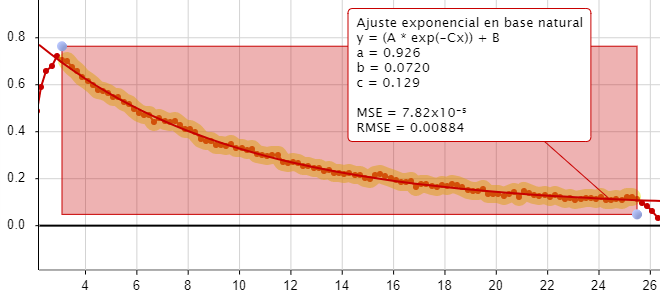 Ajuste exponencial en base natural
y = (A * exp(-Cx)) + B
a = 0.926
b = 0.0720
c = 0.129
MSE = 7.82x10⁻⁵
RMSE = 0.00884
0.8
0.6
0.4
0.2
0.0
4 6 8 10 12 14 16 18 20 22 24 26